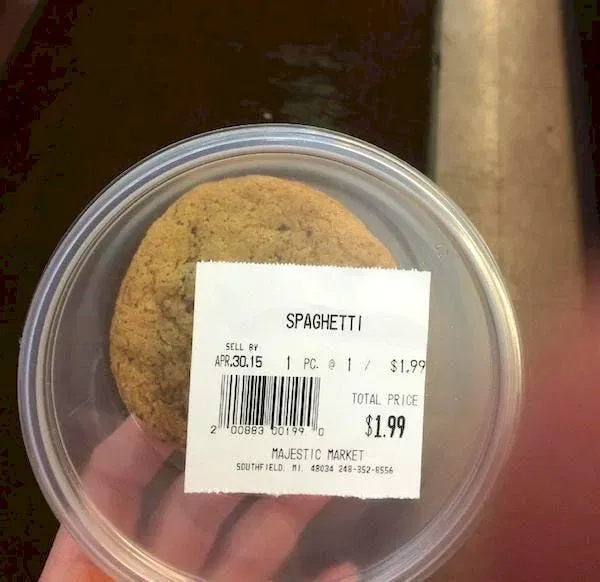 SPAGHETTI
SELL BY
APR.30.15 1 PC. @ 1 / $1.99
TOTAL PRICE
$1.99
2 00883 00199 0
MAJESTIC MARKET
SOUTHFIELD. MI. 48034 248-352-8556